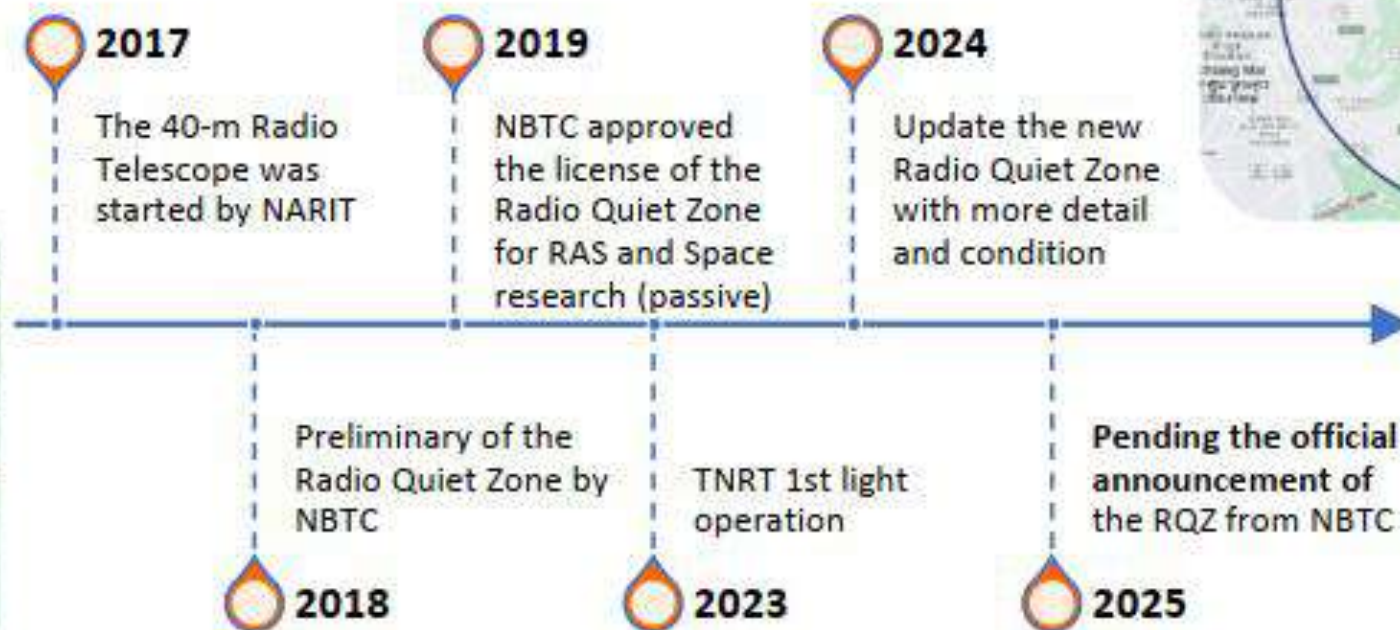 2017
The 40-m Radio
Telescope was
started by NARIT
2019
NBTC approved
the license of the
Radio Quiet Zone
for RAS and Space
research (passive)
2024
Update the new
Radio Quiet Zone
with more detail
and condition
Preliminary of the
Radio Quiet Zone by
NBTC
2018
TNRT 1st light
operation
2023
Pending the official
announcement of
the RQZ from NBTC
2025